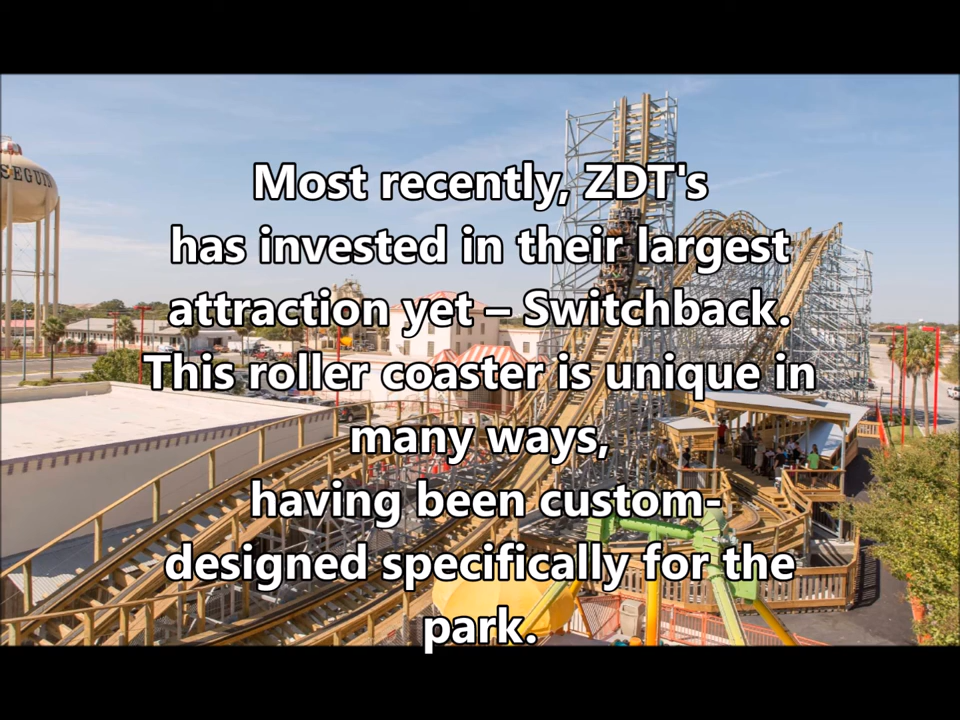 SEGUIN
Most recently, ZDT's
has invested in their largest
attraction yet – Switchback.
This roller coaster is unique in
many ways,
having been custom-
designed specifically for the
park.